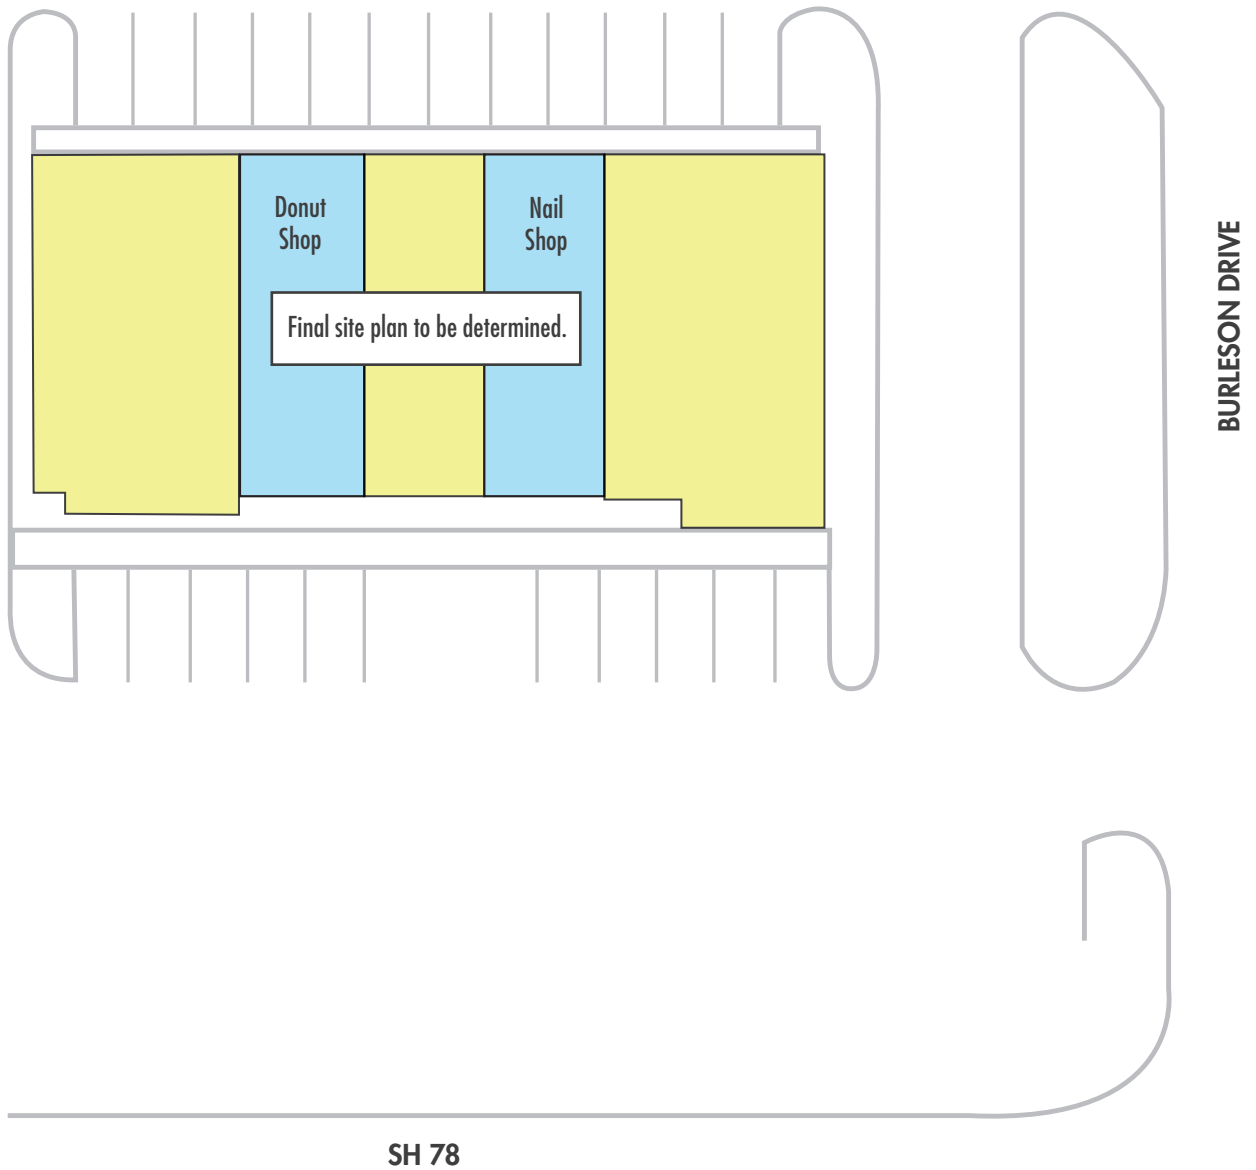 Donut
Shop
Nail
Shop
Final site plan to be determined.
BURLESON DRIVE
SH 78